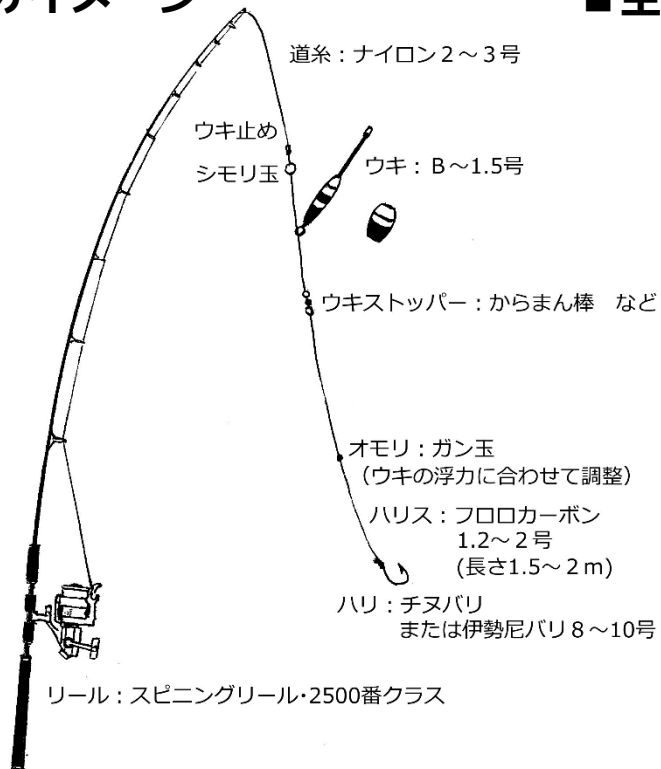 道糸：ナイロン２～３号
ウキ止め
シモリ玉
ウキ：Ｂ～1.5号
ウキストッパー：からまん棒　など
オモリ：ガン玉
（ウキの浮力に合わせて調整）
ハリス：フロロカーボン
1.2～２号
(長さ1.5～２ｍ)
ハリ：チヌバリ
または伊勢尼バリ８～10号
リール：スピニングリール･2500番クラス